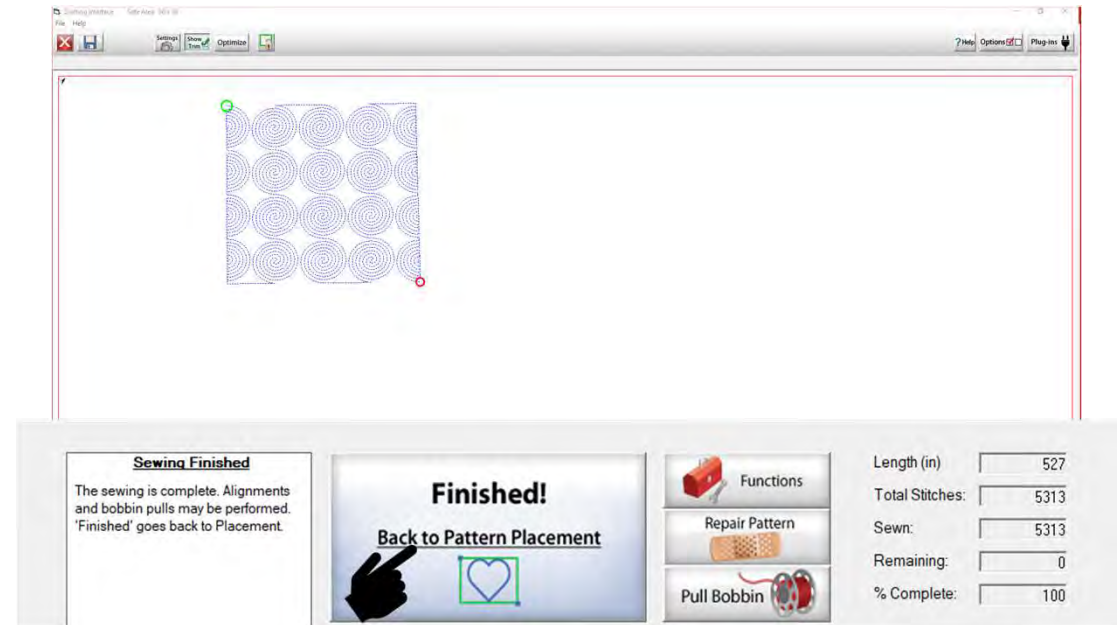 File Help
Settings
Show
Trim
Optimize
? Help
Options
Plug-ins
Sewing Finished
The sewing is complete. Alignments
and bobbin pulls may be performed.
'Finished' goes back to Placement.
Finished!
Back to Pattern Placement
Functions
Repair Pattern
Pull Bobbin
Length (in) 527
Total Stitches: 5313
Sewn: 5313
Remaining: 0
% Complete: 100